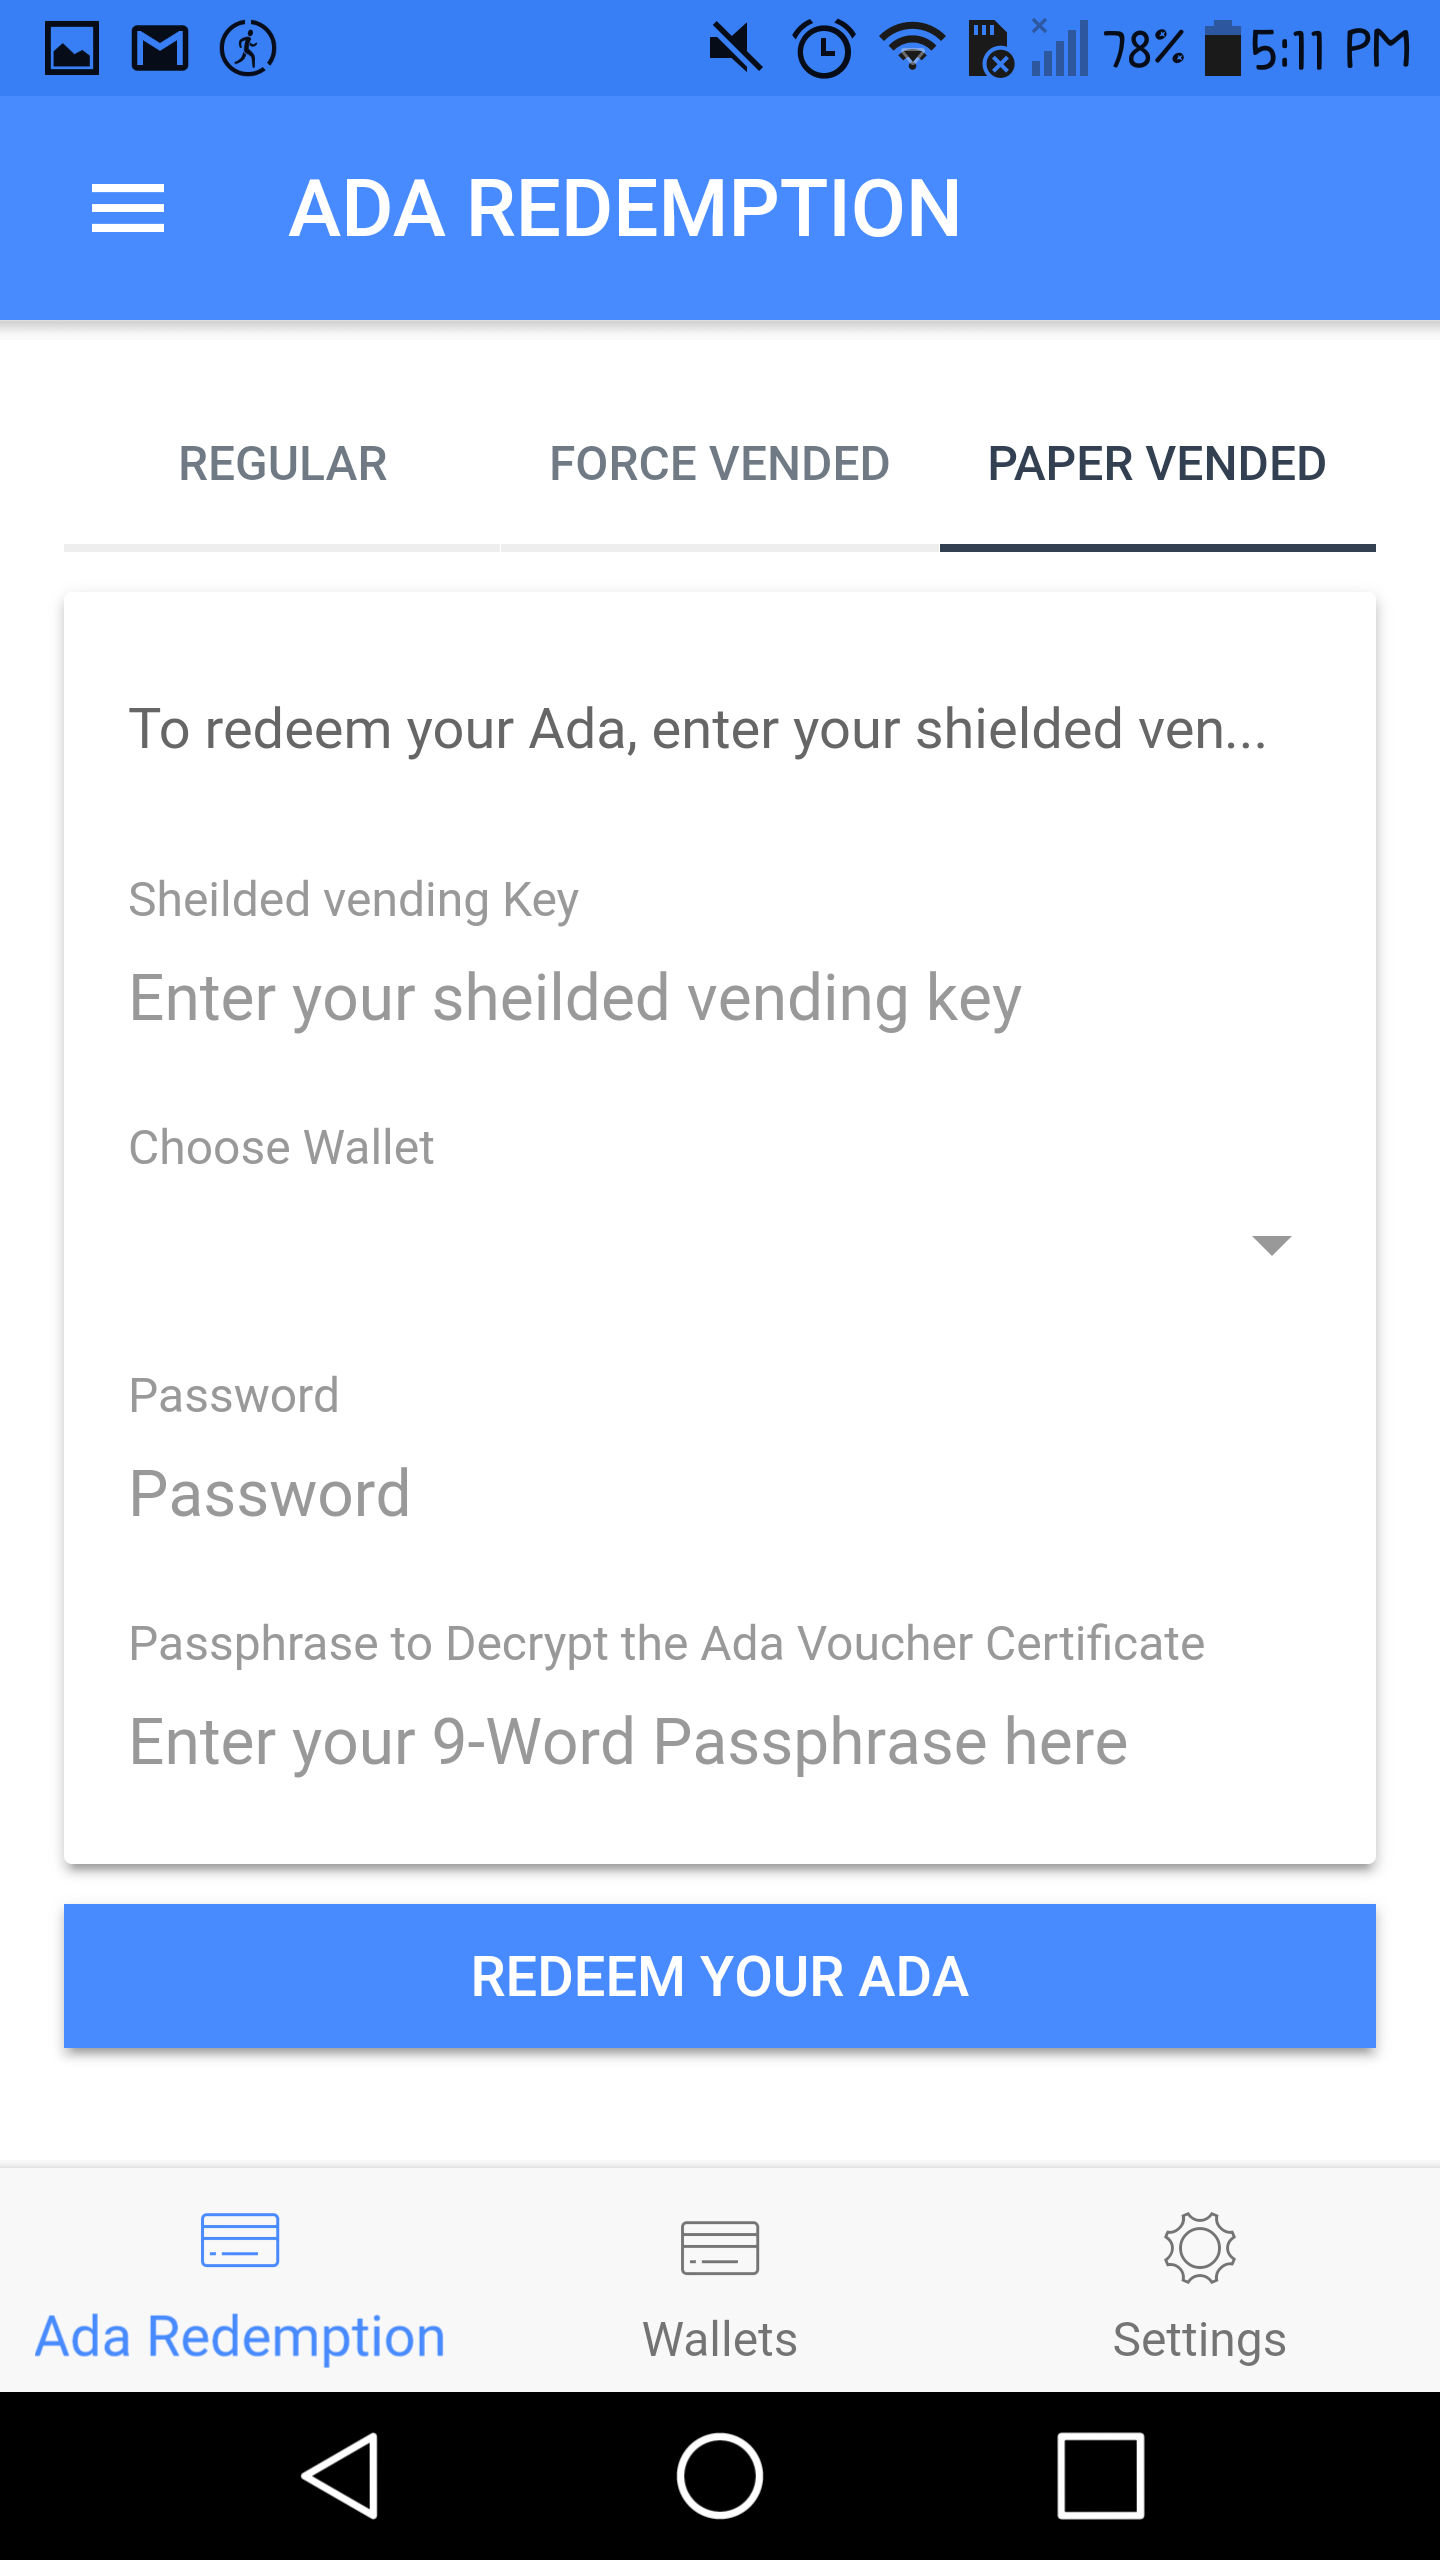 78% 5:11 PM
ADA REDEMPTION
REGULAR FORCE VENDED PAPER VENDED
To redeem your Ada, enter your shielded ven...
Sheilded vending Key
Enter your sheilded vending key
Choose Wallet
Password
Password
Passphrase to Decrypt the Ada Voucher Certificate
Enter your 9-Word Passphrase here
REDEEM YOUR ADA
Ada Redemption Wallets Settings